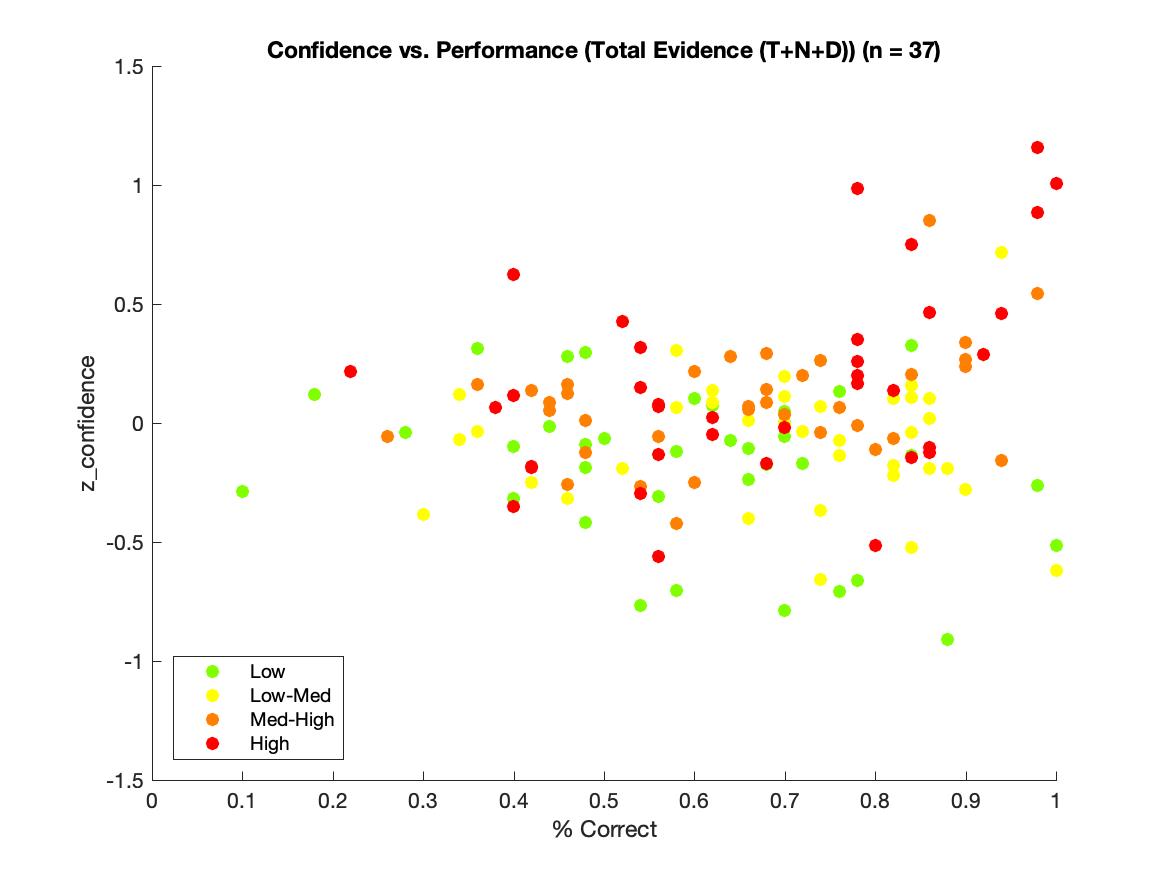 Confidence vs. Performance (Total Evidence (T+N+D)) (n = 37)
1.5
1
0.5
0
-0.5
-1
-1.5
z_confidence
Low
Low-Med
Med-High
High
0 0.1 0.2 0.3 0.4 0.5 0.6 0.7 0.8 0.9 1
% Correct